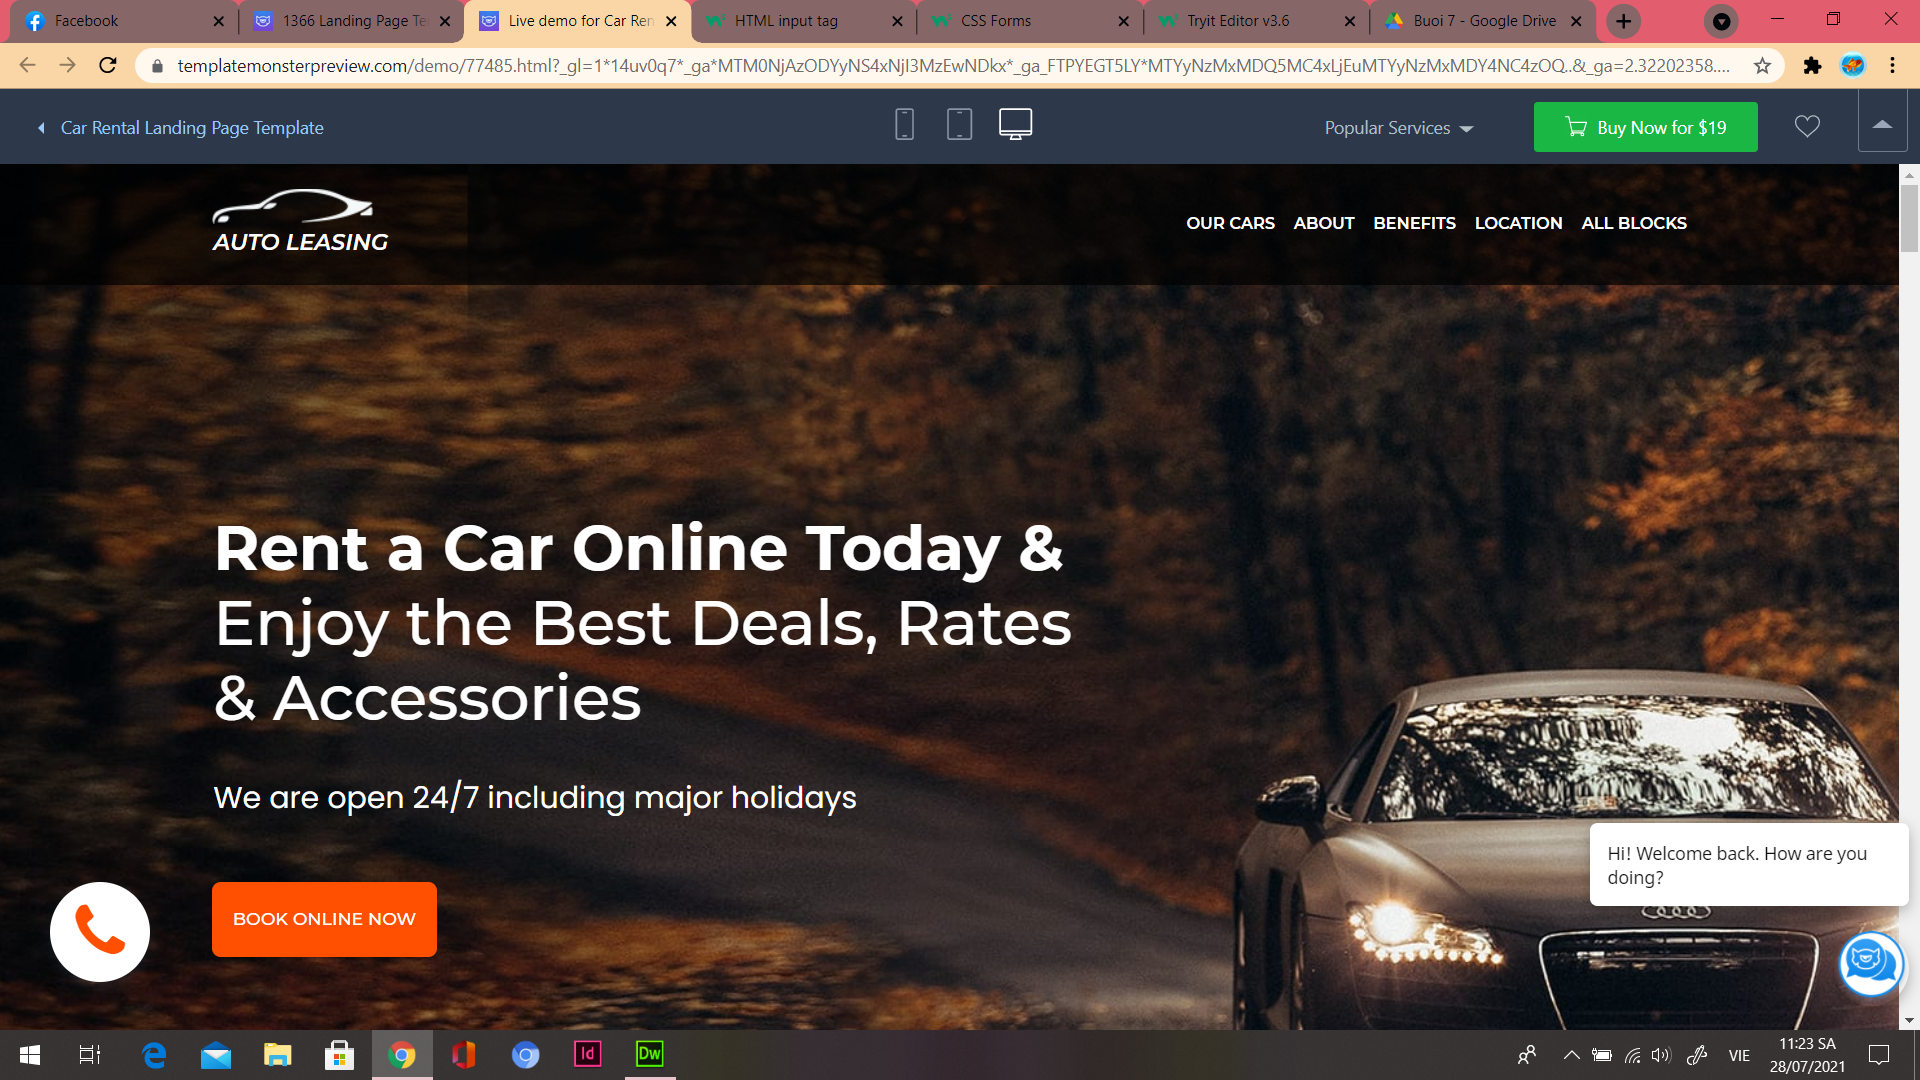 Facebook
1366 Landing Page Te
Live demo for Car Ren
HTML input tag
CSS Forms
Tryit Editor v3.6
Buoi 7 - Google Drive
templatemonsterpreview.com/demo/77485.html?_gl=1*14uv0q7*_ga*MTM0NjAzODYyNS4xNjI3MzEwNDkx*_ga_FTPYEGT5LY*MTYyNzMxMDQ5MC4xLjEuMTYyNzMxMDY4NC4zOQ..&_ga=2.32202358....
Car Rental Landing Page Template
Popular Services
Buy Now for $19
AUTO LEASING
OUR CARS ABOUT BENEFITS LOCATION ALL BLOCKS
Rent a Car Online Today &
Enjoy the Best Deals, Rates
& Accessories
We are open 24/7 including major holidays
BOOK ONLINE NOW
Hi! Welcome back. How are you
doing?
Id
Dw
VIE
11:23 SA
28/07/2021